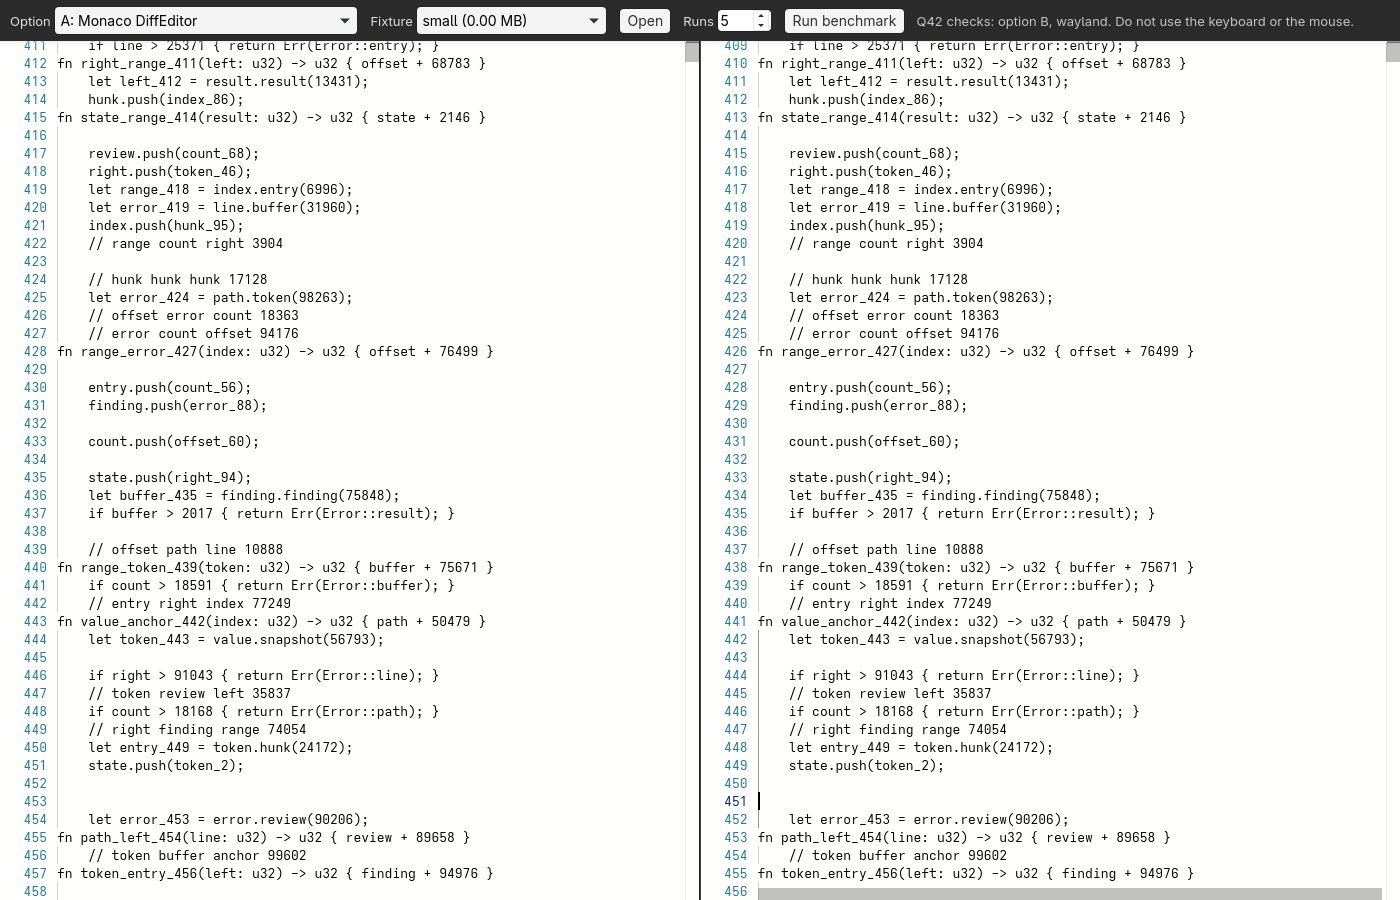 Option A: Monaco DiffEditor Fixture small (0.00 MB) Open Runs 5 Run benchmark Q42 checks: option B, wayland. Do not use the keyboard or the mouse.
411 if line > 25371 { return Err(Error::entry); }
412 fn right_range_411(left: u32) -> u32 { offset + 68783 }
413 let left_412 = result.result(13431);
414 hunk.push(index_86);
415 fn state_range_414(result: u32) -> u32 { state + 2146 }
416
417 review.push(count_68);
418 right.push(token_46);
419 let range_418 = index.entry(6996);
420 let error_419 = line.buffer(31960);
421 index.push(hunk_95);
422 // range count right 3904
423
424 // hunk hunk hunk 17128
425 let error_424 = path.token(98263);
426 // offset error count 18363
427 // error count offset 94176
428 fn range_error_427(index: u32) -> u32 { offset + 76499 }
429
430 entry.push(count_56);
431 finding.push(error_88);
432
433 count.push(offset_60);
434
435 state.push(right_94);
436 let buffer_435 = finding.finding(75848);
437 if buffer > 2017 { return Err(Error::result); }
438
439 // offset path line 10888
440 fn range_token_439(token: u32) -> u32 { buffer + 75671 }
441 if count > 18591 { return Err(Error::buffer); }
442 // entry right index 77249
443 fn value_anchor_442(index: u32) -> u32 { path + 50479 }
444 let token_443 = value.snapshot(56793);
445
446 if right > 91043 { return Err(Error::line); }
447 // token review left 35837
448 if count > 18168 { return Err(Error::path); }
449 // right finding range 74054
450 let entry_449 = token.hunk(24172);
451 state.push(token_2);
452
453
454 let error_453 = error.review(90206);
455 fn path_left_454(line: u32) -> u32 { review + 89658 }
456 // token buffer anchor 99602
457 fn token_entry_456(left: u32) -> u32 { finding + 94976 }
458
409 if line > 25371 { return Err(Error::entry); }
410 fn right_range_411(left: u32) -> u32 { offset + 68783 }
411 let left_412 = result.result(13431);
412 hunk.push(index_86);
413 fn state_range_414(result: u32) -> u32 { state + 2146 }
414
415 review.push(count_68);
416 right.push(token_46);
417 let range_418 = index.entry(6996);
418 let error_419 = line.buffer(31960);
419 index.push(hunk_95);
420 // range count right 3904
421
422 // hunk hunk hunk 17128
423 let error_424 = path.token(98263);
424 // offset error count 18363
425 // error count offset 94176
426 fn range_error_427(index: u32) -> u32 { offset + 76499 }
427
428 entry.push(count_56);
429 finding.push(error_88);
430
431 count.push(offset_60);
432
433 state.push(right_94);
434 let buffer_435 = finding.finding(75848);
435 if buffer > 2017 { return Err(Error::result); }
436
437 // offset path line 10888
438 fn range_token_439(token: u32) -> u32 { buffer + 75671 }
439 if count > 18591 { return Err(Error::buffer); }
440 // entry right index 77249
441 fn value_anchor_442(index: u32) -> u32 { path + 50479 }
442 let token_443 = value.snapshot(56793);
443
444 if right > 91043 { return Err(Error::line); }
445 // token review left 35837
446 if count > 18168 { return Err(Error::path); }
447 // right finding range 74054
448 let entry_449 = token.hunk(24172);
449 state.push(token_2);
450
451
452 let error_453 = error.review(90206);
453 fn path_left_454(line: u32) -> u32 { review + 89658 }
454 // token buffer anchor 99602
455 fn token_entry_456(left: u32) -> u32 { finding + 94976 }
456